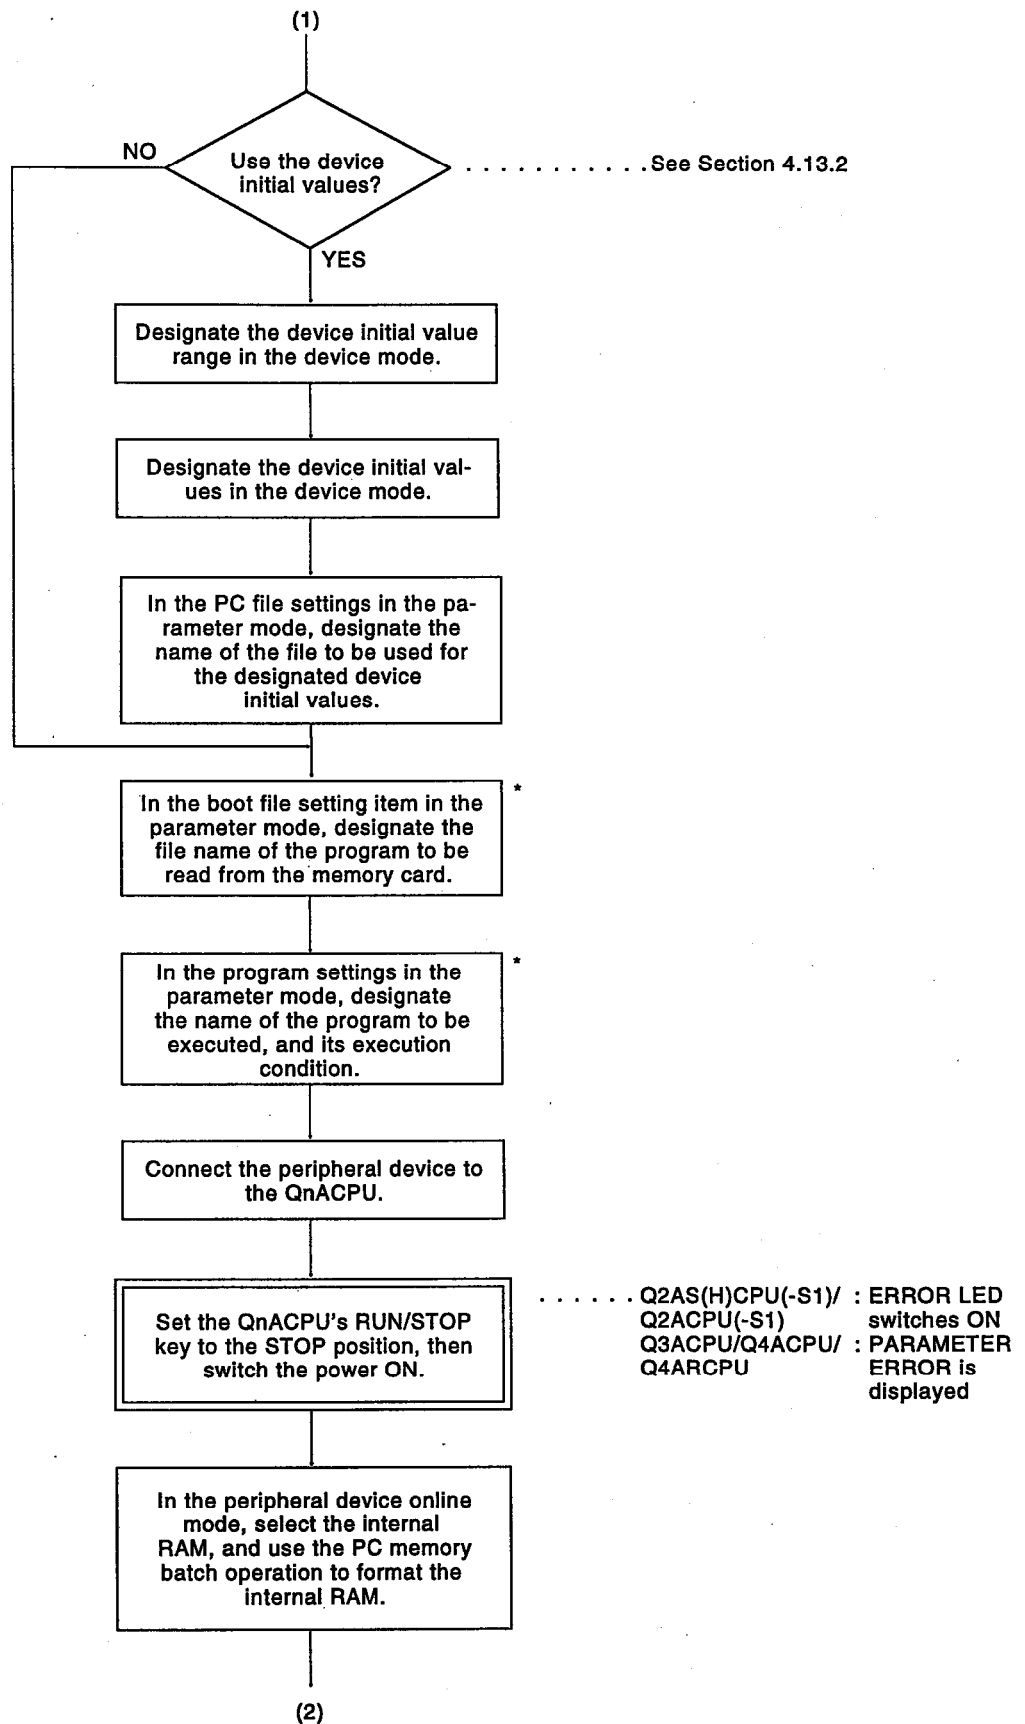 (1)
NO
Use the device
initial values?
. . . . . . . . . . . See Section 4.13.2
YES
Designate the device initial value
range in the device mode.
Designate the device initial val-
ues in the device mode.
In the PC file settings in the pa-
rameter mode, designate the
name of the file to be used for
the designated device
initial values.
In the boot file setting item in the
parameter mode, designate the
file name of the program to be
read from the memory card.
*
In the program settings in the
parameter mode, designate
the name of the program to be
executed, and its execution
condition.
*
Connect the peripheral device to
the QnACPU.
Set the QnACPU's RUN/STOP
key to the STOP position, then
switch the power ON.
. . . . . . Q2AS(H)CPU(-S1)/ : ERROR LED
Q2ACPU(-S1) switches ON
Q3ACPU/Q4ACPU/ : PARAMETER
Q4ARCPU ERROR is
displayed
In the peripheral device online
mode, select the internal
RAM, and use the PC memory
batch operation to format the
internal RAM.
(2)